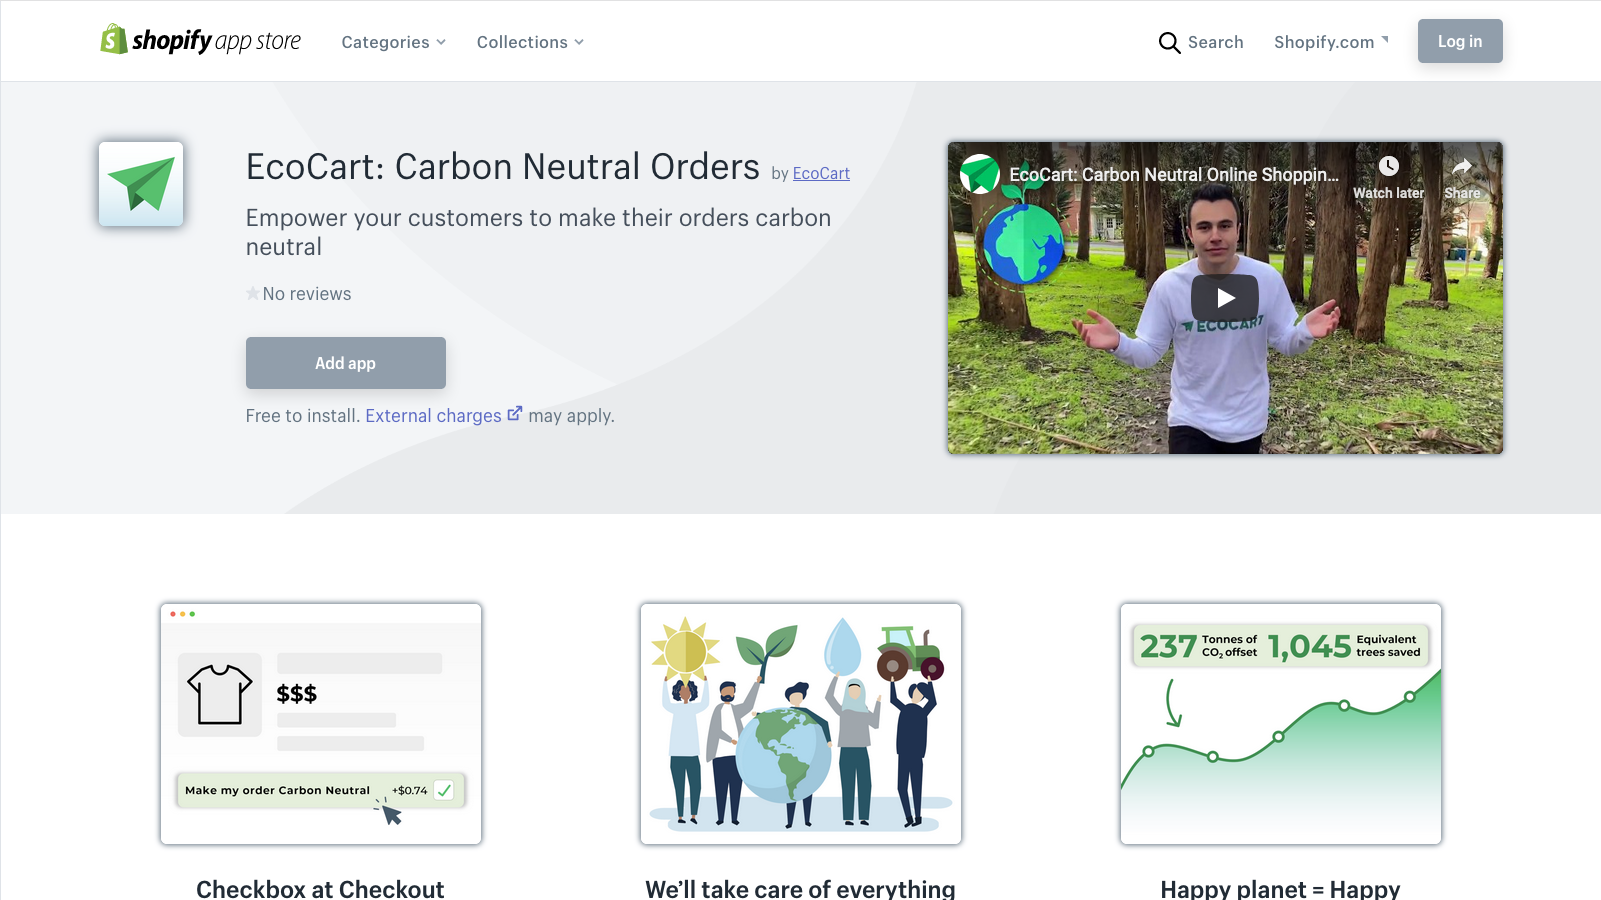 shopify app store
Categories
Collections
Search
Shopify.com
Log in
EcoCart: Carbon Neutral Orders by EcoCart
Empower your customers to make their orders carbon
neutral
No reviews
Add app
Free to install. External charges may apply.
EcoCart: Carbon Neutral Online Shoppin...
Watch later
Share
ECOCART
$$$
Make my order Carbon Neutral +$0.74
237 Tonnes of CO2 offset 1,045 Equivalent trees saved
Checkbox at Checkout
We’ll take care of everything
Happy planet = Happy